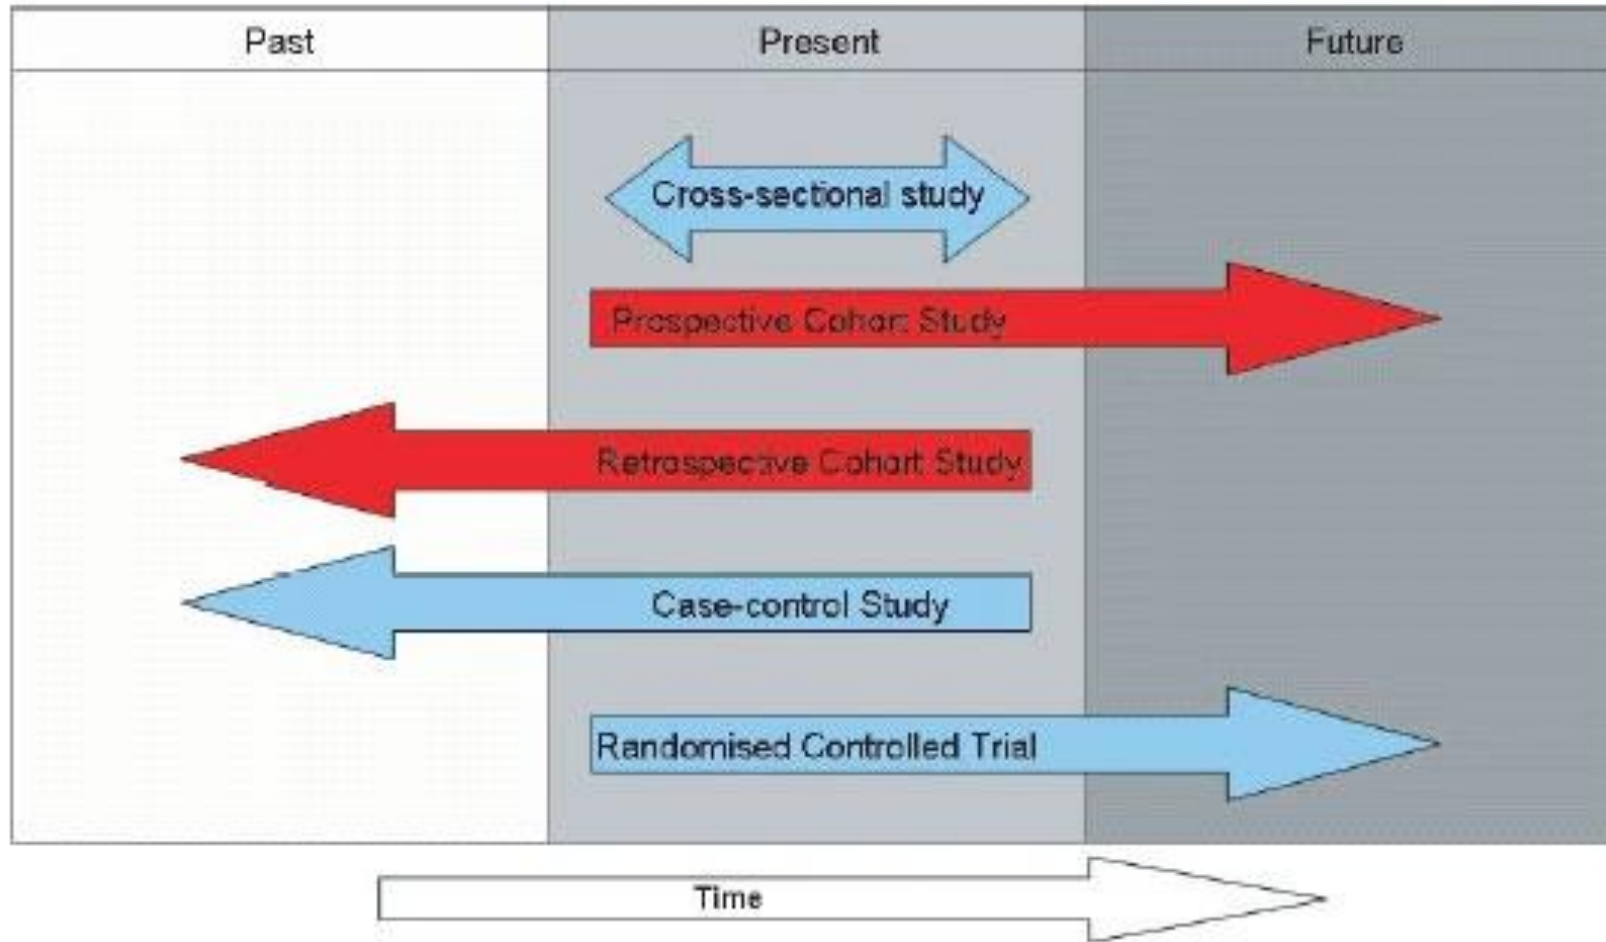 Past Present Future
Cross-sectional study
Prospective Cohort Study
Retrospective Cohort Study
Case-control Study
Randomised Controlled Trial
Time